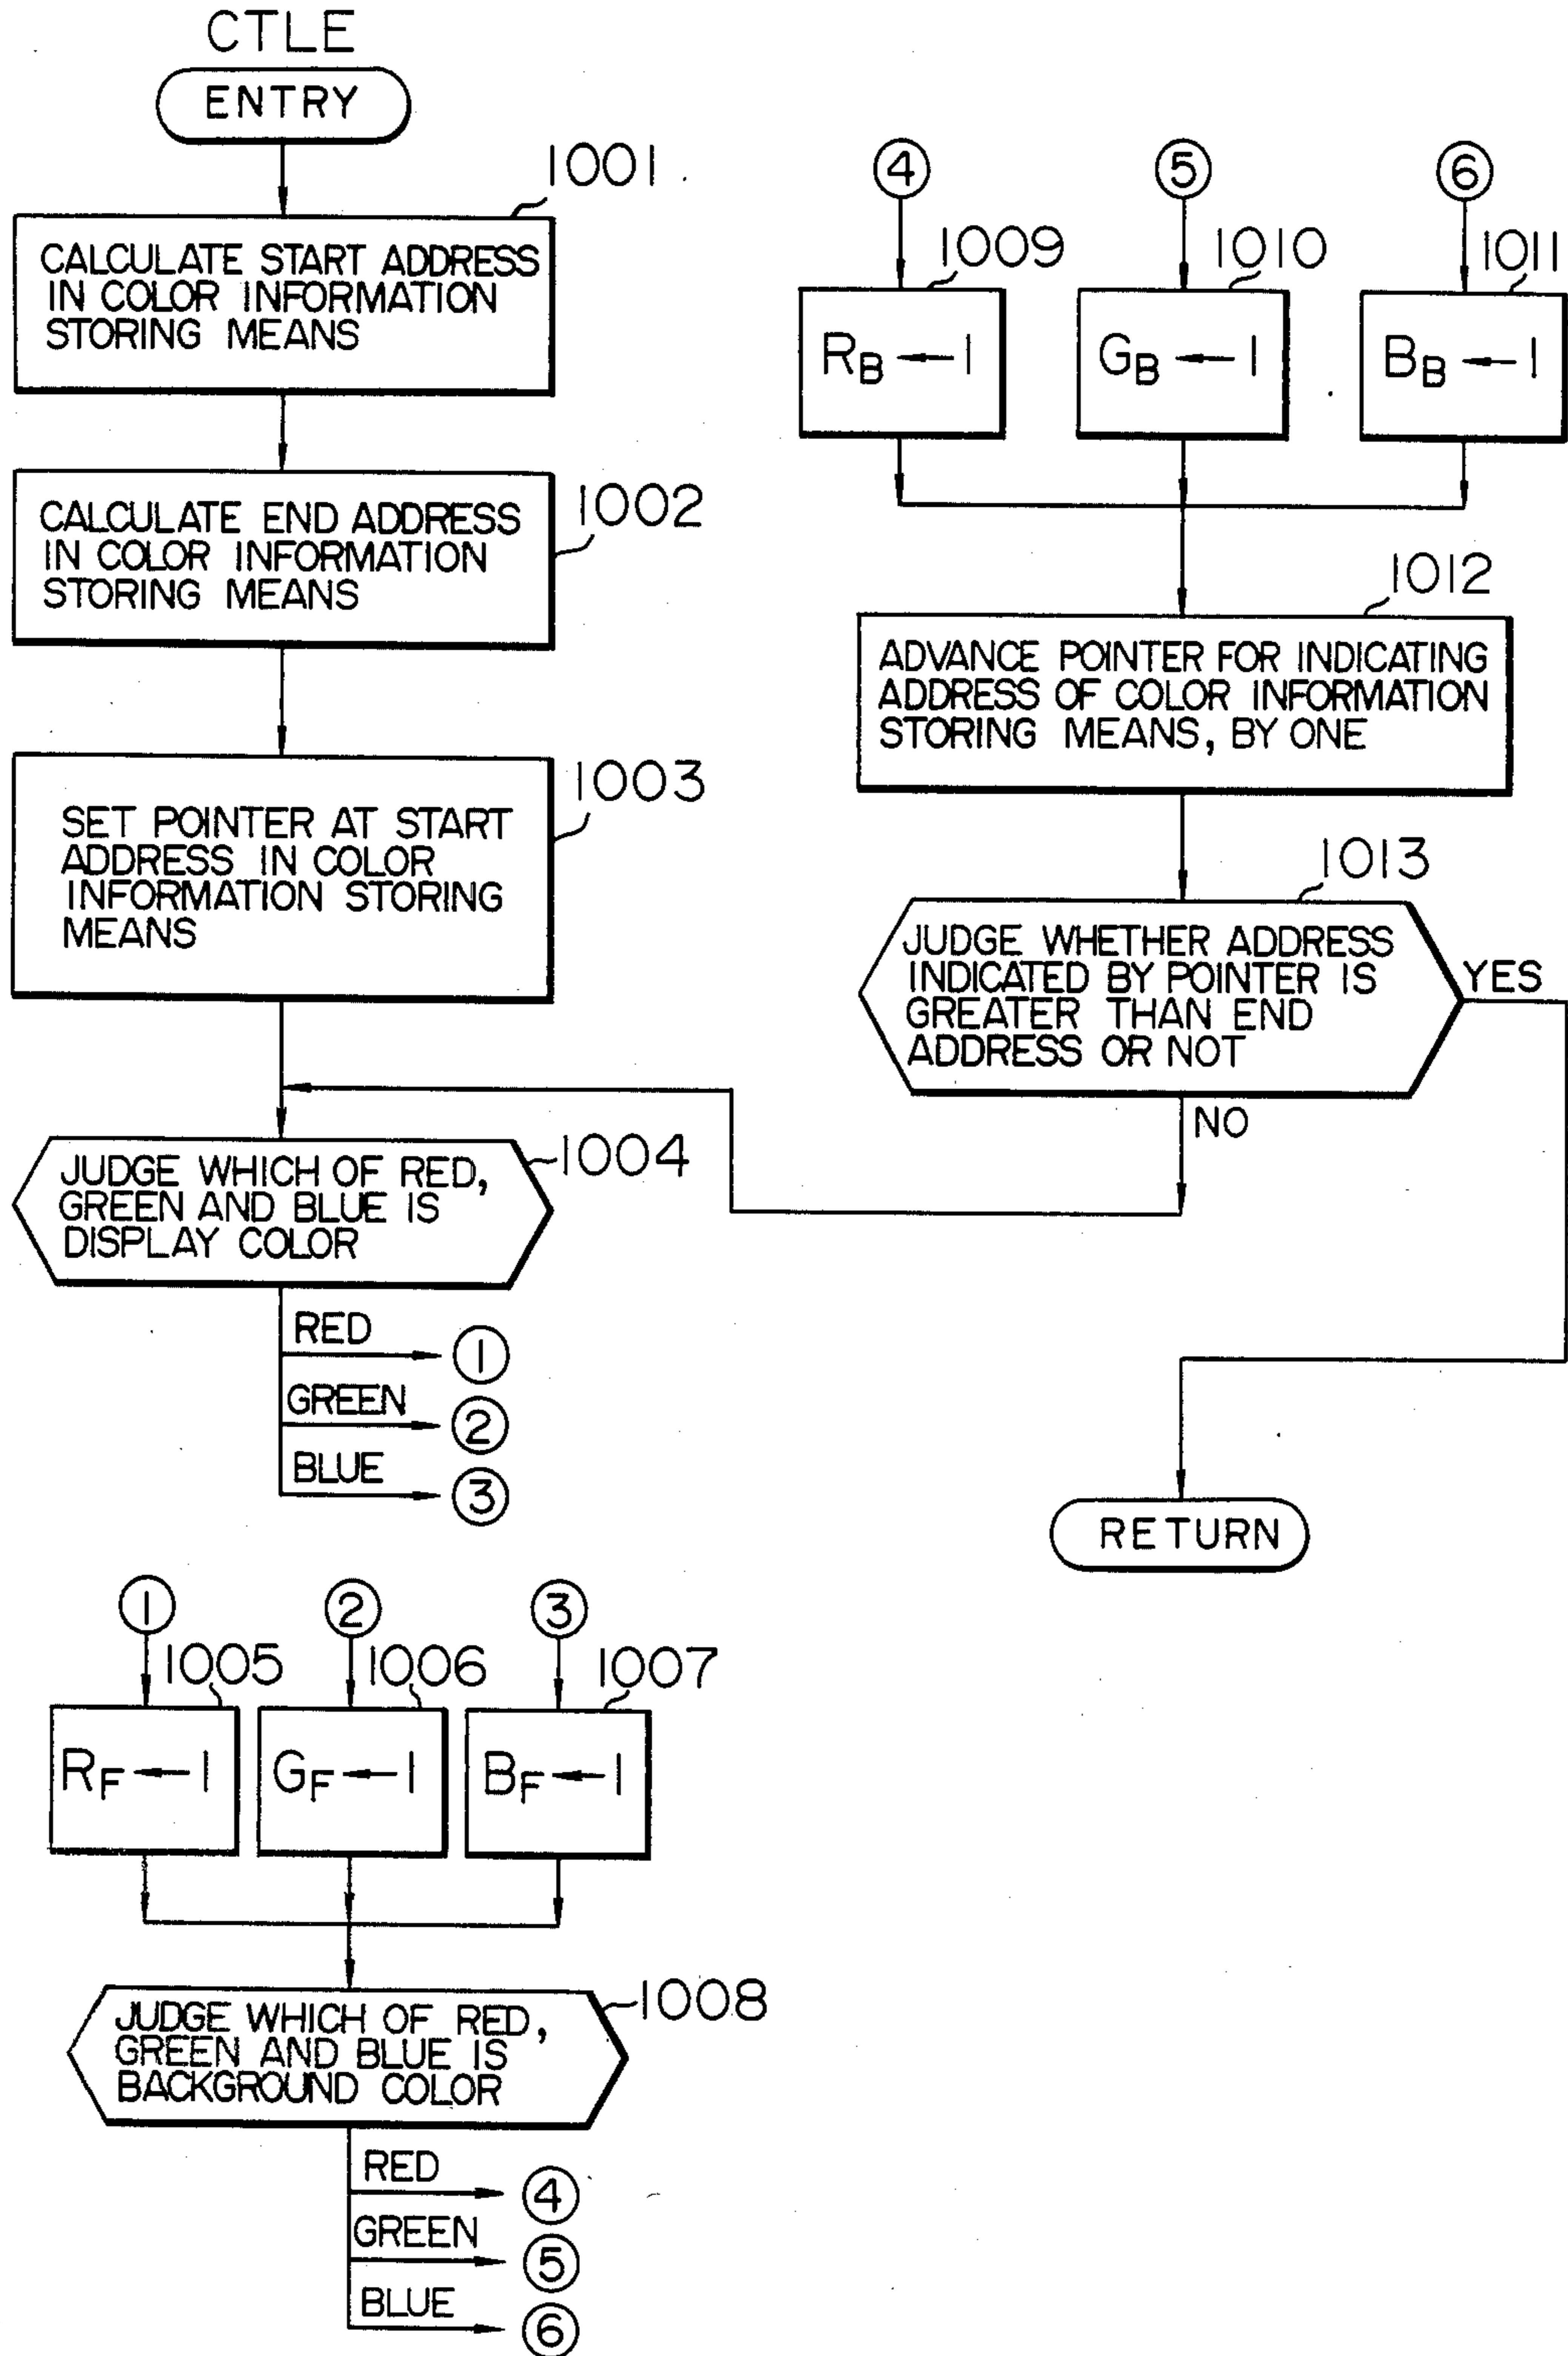 CTLE
ENTRY
1001
CALCULATE START ADDRESS
IN COLOR INFORMATION
STORING MEANS
1002
CALCULATE END ADDRESS
IN COLOR INFORMATION
STORING MEANS
1003
SET POINTER AT START
ADDRESS IN COLOR
INFORMATION STORING
MEANS
1004
JUDGE WHICH OF RED,
GREEN AND BLUE IS
DISPLAY COLOR
RED
①
GREEN
②
BLUE
③
① ② ③
1005 1006 1007
RF ← 1 GF ← 1 BF ← 1
1008
JUDGE WHICH OF RED,
GREEN AND BLUE IS
BACKGROUND COLOR
RED
④
GREEN
⑤
BLUE
⑥
④ ⑤ ⑥
1009 1010 1011
RB ← 1 GB ← 1 BB ← 1
1012
ADVANCE POINTER FOR INDICATING
ADDRESS OF COLOR INFORMATION
STORING MEANS, BY ONE
1013
JUDGE WHETHER ADDRESS
INDICATED BY POINTER IS
GREATER THAN END
ADDRESS OR NOT
YES
NO
RETURN